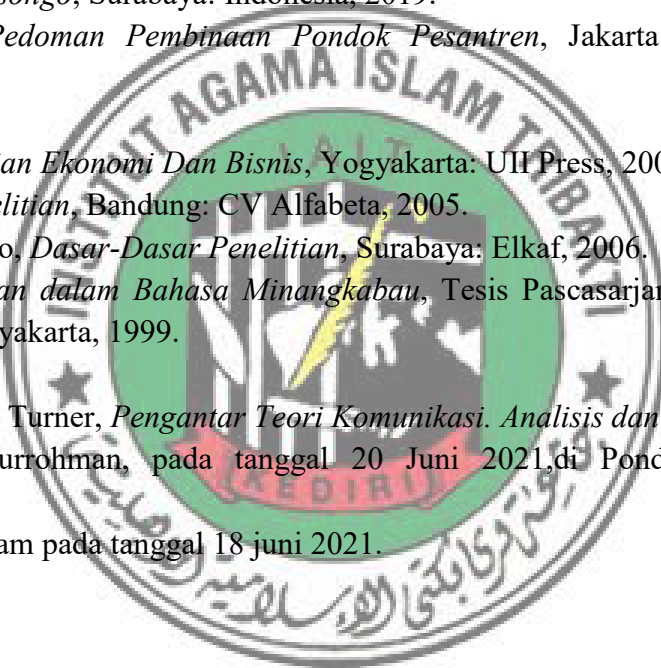 songo, Surabaya: Indonesia, 2019.
Pedoman Pembinaan Pondok Pesantren, Jakarta
an Ekonomi Dan Bisnis, Yogyakarta: UII Press, 200
elitian, Bandung: CV Alfabeta, 2005.
o, Dasar-Dasar Penelitian, Surabaya: Elkaf, 2006.
an dalam Bahasa Minangkabau, Tesis Pascasarjan
yakarta, 1999.
Turner, Pengantar Teori Komunikasi. Analisis dan
urrohman, pada tanggal 20 Juni 2021,di Pond
am pada tanggal 18 juni 2021.
INSTITUT AGAMA ISLAM TRIBAKTI
I A I T
KEDIRI